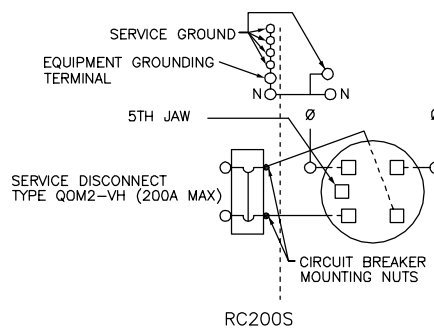 SERVICE GROUND
EQUIPMENT GROUNDING
TERMINAL
N
N
5TH JAW
Ø
Ø
SERVICE DISCONNECT
TYPE QOM2-VH (200A MAX)
CIRCUIT BREAKER
MOUNTING NUTS
RC200S